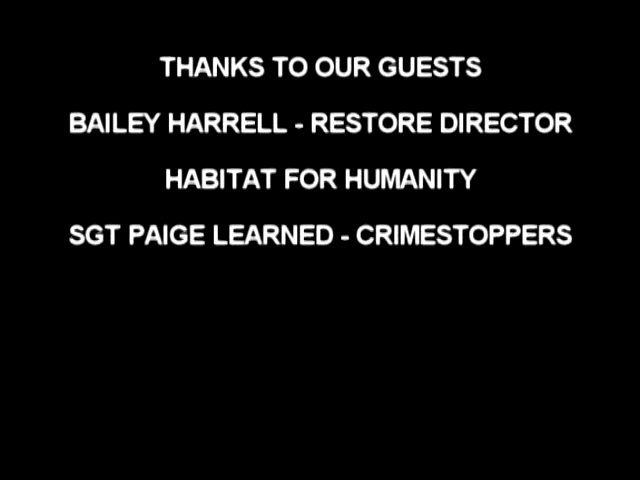 THANKS TO OUR GUESTS
BAILEY HARRELL - RESTORE DIRECTOR
HABITAT FOR HUMANITY
SGT PAIGE LEARNED - CRIMESTOPPERS